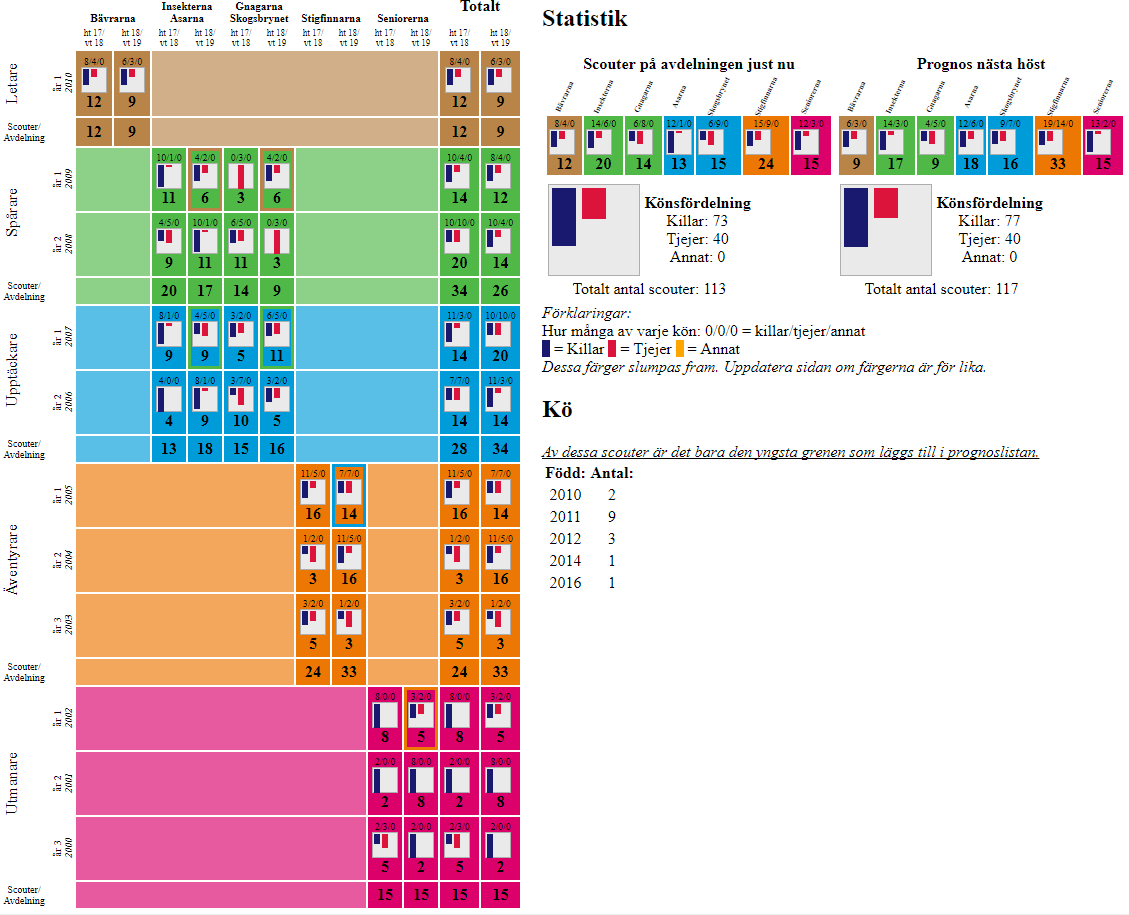 Totalt
Insekterna Gnagarna
Bävrarna Asarna Skogsbrynet Stigfinnarna Seniorerna
ht 17/ ht 18/ ht 17/ ht 18/ ht 17/ ht 18/ ht 17/ ht 18/ ht 17/ ht 18/ ht 17/ ht 18/
vt 18 vt 19 vt 18 vt 19 vt 18 vt 19 vt 18 vt 19 vt 18 vt 19 vt 18 vt 19
Letare
år 1
2010
8/4/0 6/3/0 8/4/0 6/3/0
12 9 12 9
Scouter/
Avdelning
12 9 12 9
Spårare
år 1
2009
10/1/0 4/2/0 0/3/0 4/2/0 10/4/0 8/4/0
11 6 3 6 14 12
år 2
2008
4/5/0 10/1/0 6/5/0 0/3/0 10/10/0 10/4/0
9 11 11 3 20 14
Scouter/
Avdelning
20 17 14 9 34 26
Upptäckare
år 1
2007
8/1/0 4/5/0 3/2/0 6/5/0 11/3/0 10/10/0
9 9 5 11 14 20
år 2
2006
4/0/0 8/1/0 3/7/0 3/2/0 7/7/0 11/3/0
4 9 10 5 14 14
Scouter/
Avdelning
13 18 15 16 28 34
Äventyrare
år 1
2005
11/5/0 7/7/0 11/5/0 7/7/0
16 14 16 14
år 2
2004
1/2/0 11/5/0 1/2/0 11/5/0
3 16 3 16
år 3
2003
3/2/0 1/2/0 3/2/0 1/2/0
5 3 5 3
Scouter/
Avdelning
24 33 24 33
Utmanare
år 1
2002
8/0/0 3/2/0 8/0/0 3/2/0
8 5 8 5
år 2
2001
2/0/0 8/0/0 2/0/0 8/0/0
2 8 2 8
år 3
2000
2/3/0 2/0/0 2/3/0 2/0/0
5 2 5 2
Scouter/
Avdelning
15 15 15 15
Statistik
Scouter på avdelningen just nu
Bävrarna Insekterna Gnagarna Asarna Skogsbrynet Stigfinnarna Seniorerna
8/4/0 14/6/0 6/8/0 12/1/0 6/9/0 15/9/0 12/3/0
12 20 14 13 15 24 15
Könsfördelning
Killar: 73
Tjejer: 40
Annat: 0
Totalt antal scouter: 113
Prognos nästa höst
Bävrarna Insekterna Gnagarna Asarna Skogsbrynet Stigfinnarna Seniorerna
6/3/0 14/3/0 4/5/0 12/6/0 9/7/0 19/14/0 13/2/0
9 17 9 18 16 33 15
Könsfördelning
Killar: 77
Tjejer: 40
Annat: 0
Totalt antal scouter: 117
Förklaringar:
Hur många av varje kön: 0/0/0 = killar/tjejer/annat
= Killar = Tjejer = Annat
Dessa färger slumpas fram. Uppdatera sidan om färgerna är för lika.
Kö
Av dessa scouter är det bara den yngsta grenen som läggs till i prognoslistan.
Född: Antal:
2010 2
2011 9
2012 3
2014 1
2016 1